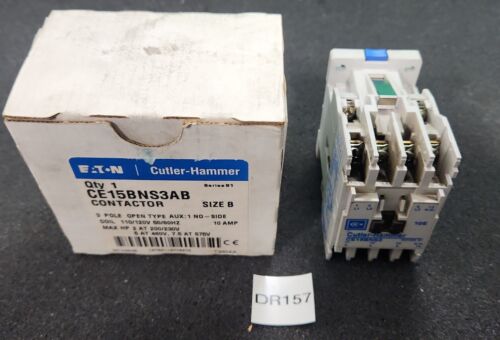 EATON Cutler-Hammer
Qty 1 Series B1
CE15BNS3AB
CONTACTOR SIZE B
3 POLE OPEN TYPE AUX:1 NO-SIDE
COIL 110/120V 50/60HZ 10 AMP
MAX HP 3 AT 200/230V
5 AT 460V, 7.5 AT 575V
DR157
Cutler-Hammer